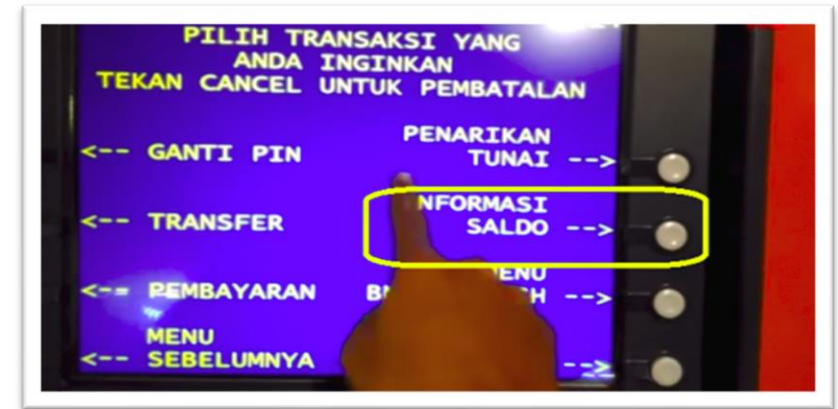 PILIH TRANSAKSI YANG
ANDA INGINKAN
TEKAN CANCEL UNTUK PEMBATALAN
PENARIKAN
<-- GANTI PIN TUNAI -->
NFORMASI
<-- TRANSFER SALDO -->
MENU
<-- PEMBAYARAN -->
MENU
<-- SEBELUMNYA -->